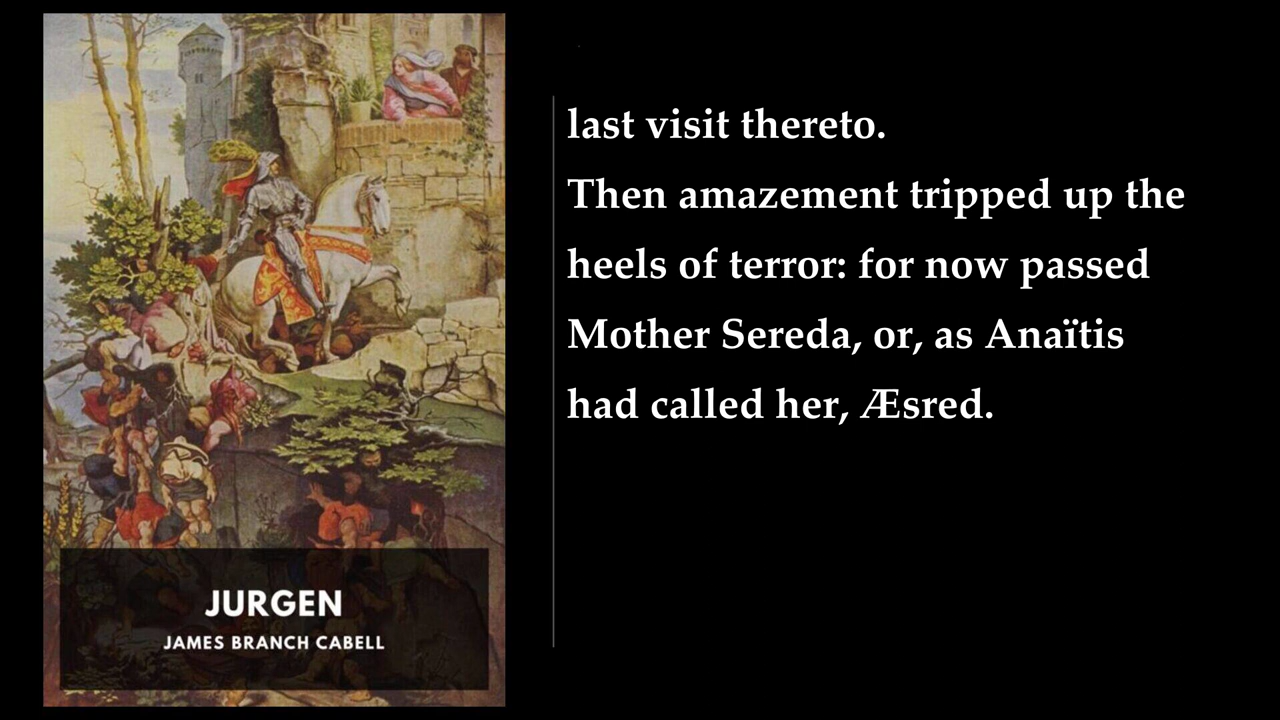 last visit thereto.
Then amazement tripped up the
heels of terror: for now passed
Mother Sereda, or, as Anaïtis
had called her, Æsred.
JURGEN
JAMES BRANCH CABELL